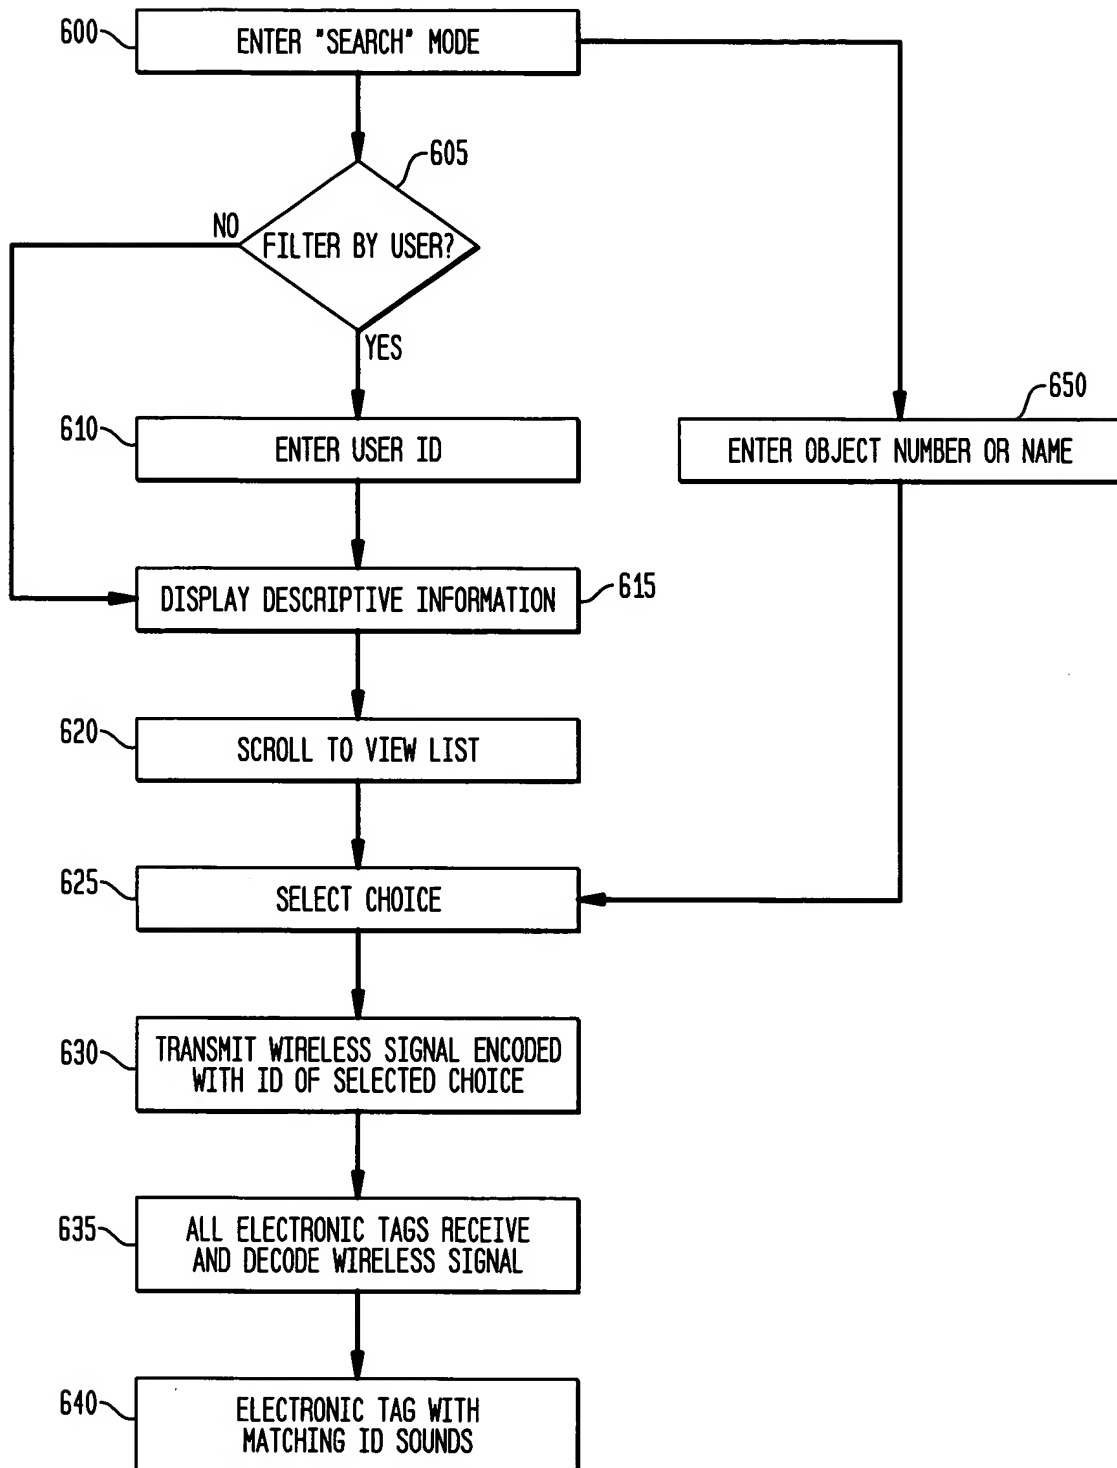 600
ENTER "SEARCH" MODE
605
NO
FILTER BY USER?
YES
610
ENTER USER ID
650
ENTER OBJECT NUMBER OR NAME
DISPLAY DESCRIPTIVE INFORMATION
615
620
SCROLL TO VIEW LIST
625
SELECT CHOICE
630
TRANSMIT WIRELESS SIGNAL ENCODED
WITH ID OF SELECTED CHOICE
635
ALL ELECTRONIC TAGS RECEIVE
AND DECODE WIRELESS SIGNAL
640
ELECTRONIC TAG WITH
MATCHING ID SOUNDS